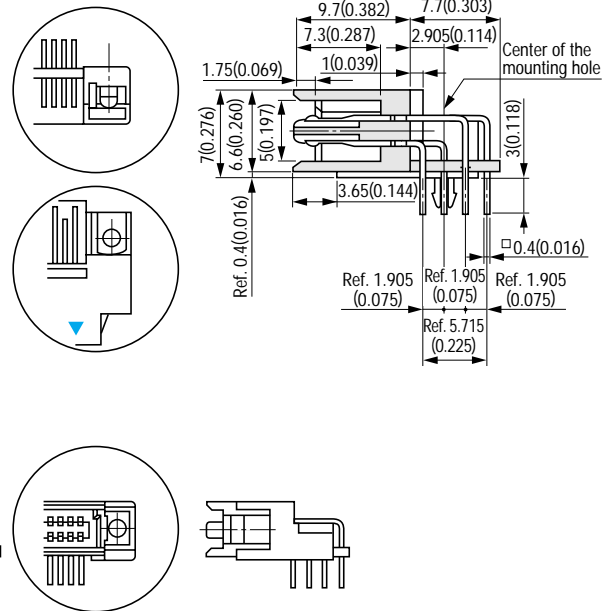 9.7(0.382)
7.7(0.303)
7.3(0.287)
2.905(0.114)
1.75(0.069)
1(0.039)
Center of the
mounting hole
7(0.276)
6.6(0.260)
5(0.197)
3(0.118)
3.65(0.144)
Ref. 0.4(0.016)
□0.4(0.016)
Ref. 1.905
(0.075)
Ref. 1.905
(0.075)
Ref. 1.905
(0.075)
Ref. 5.715
(0.225)